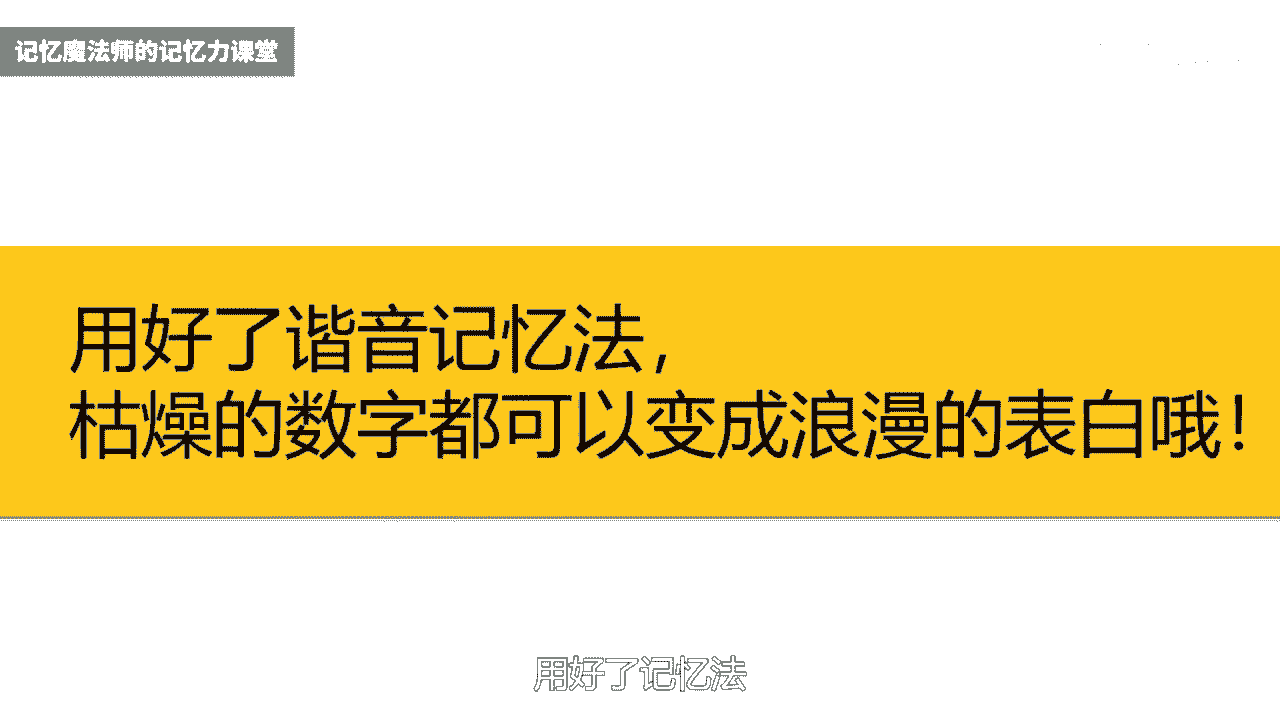 记忆魔法师的记忆力课堂
用好了谐音记忆法，
枯燥的数字都可以变成浪漫的表白哦！
用好了记忆法